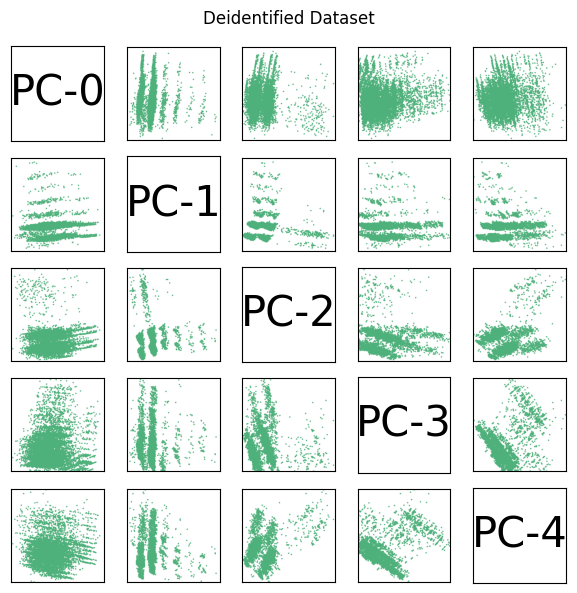 Deidentified Dataset
PC-0
PC-1
PC-2
PC-3
PC-4